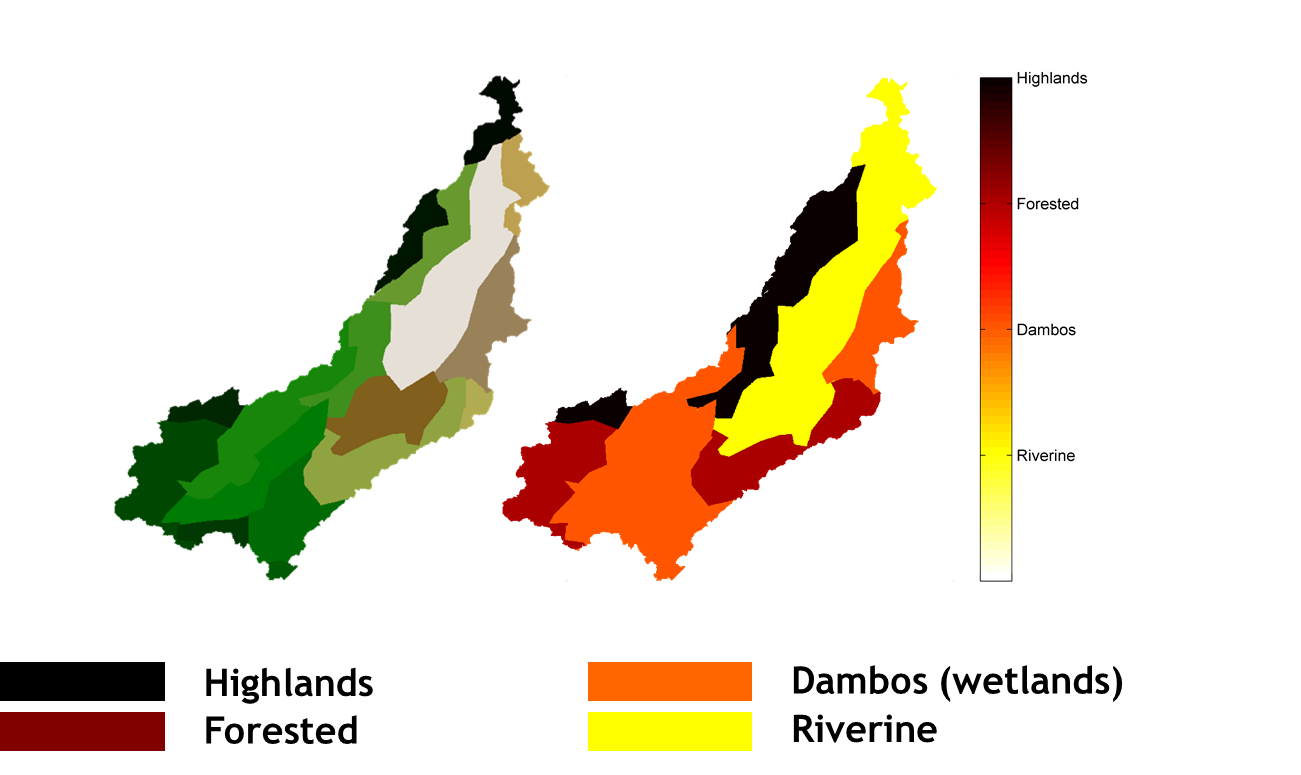 Highlands
Forested
Dambos
Riverine
Highlands
Forested
Dambos (wetlands)
Riverine